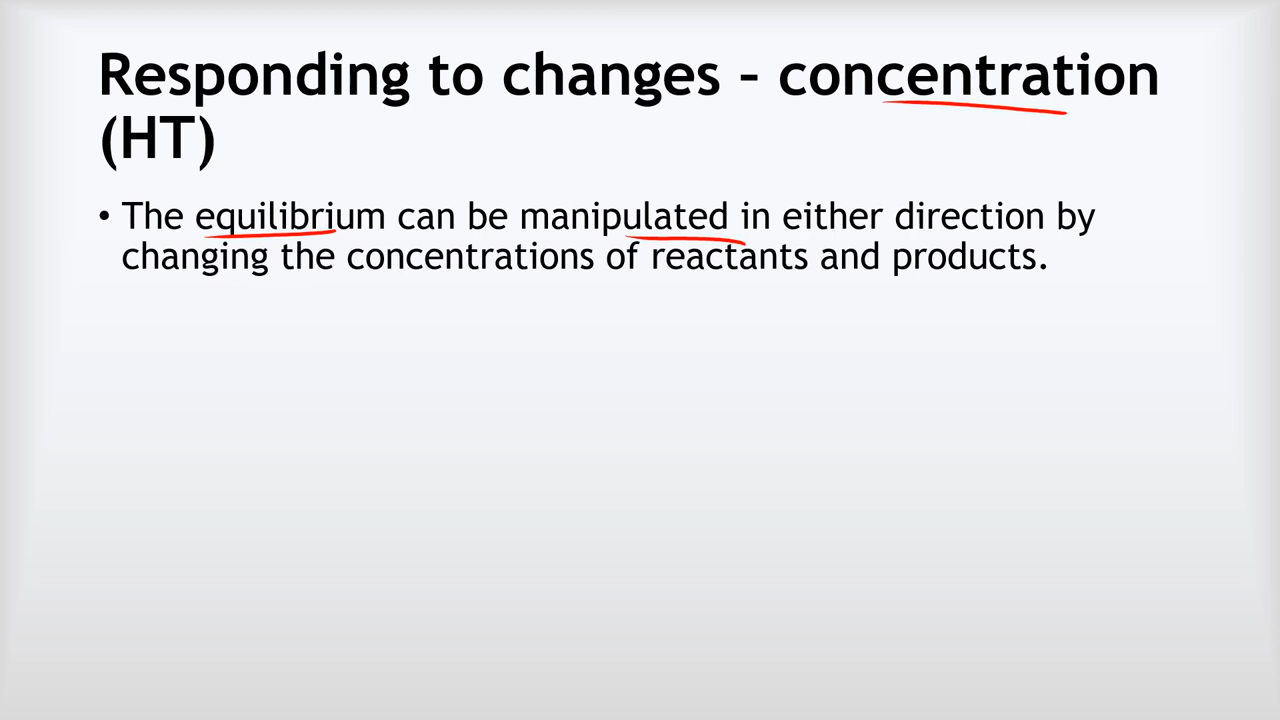 Responding to changes – concentration
(HT)
• The equilibrium can be manipulated in either direction by
changing the concentrations of reactants and products.